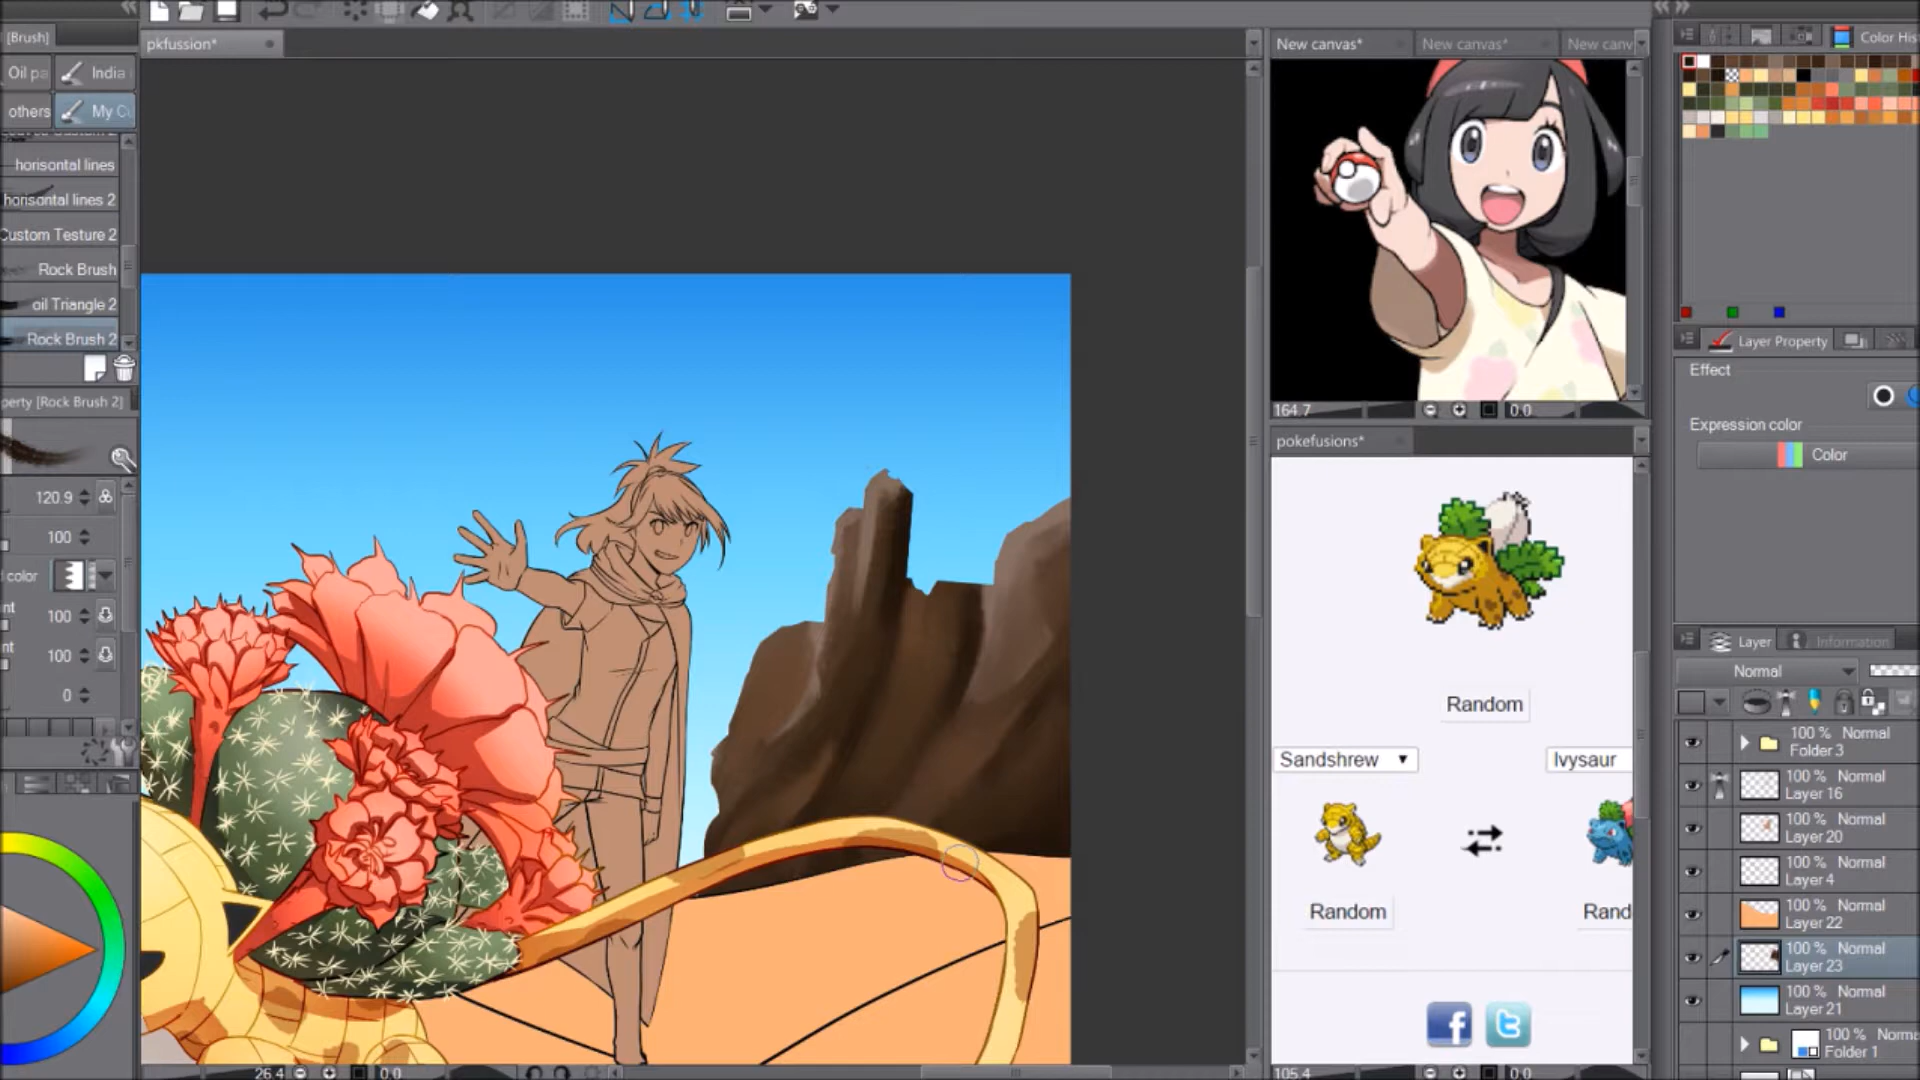 [Brush]
Oil pa
India
others
My Cu
horisontal lines
horisontal lines 2
Custom Texture 2
Rock Brush
oil Triangle 2
Rock Brush 2
perty [Rock Brush 2]
120.9
100
color
100
100
0
pkfussion*
26.4
0.0
New canvas*
New canvas*
New canv
164.7
0.0
pokefusions*
Random
Sandshrew
Ivysaur
Random
Rand
105.4
0.0
Color His
Layer Property
Effect
Expression color
Color
Layer
Information
Normal
100 % Normal
Folder 3
100 % Normal
Layer 16
100 % Normal
Layer 20
100 % Normal
Layer 4
100 % Normal
Layer 22
100 % Normal
Layer 23
100 % Normal
Layer 21
100 % Norma
Folder 1